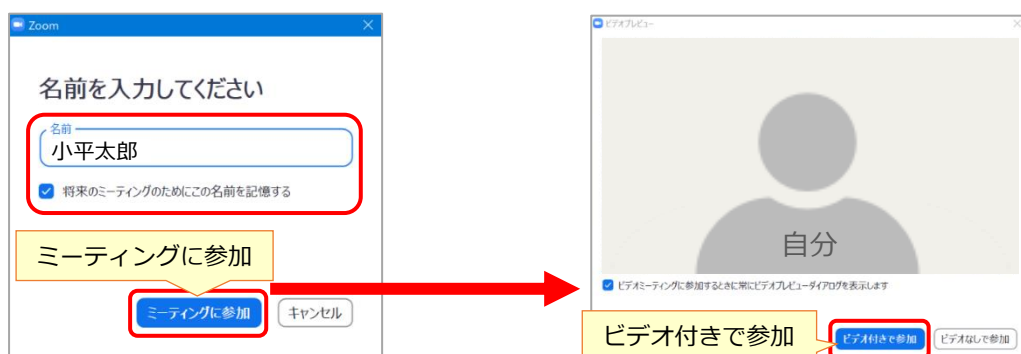 Zoom
名前を入力してください
名前
小平太郎
将来のミーティングのためにこの名前を記憶する
ミーティングに参加
ミーティングに参加
キャンセル
ビデオプレビュー
自分
ビデオミーティングに参加するときに常にビデオプレビューダイアログを表示します
ビデオ付きで参加
ビデオ付きで参加
ビデオなしで参加